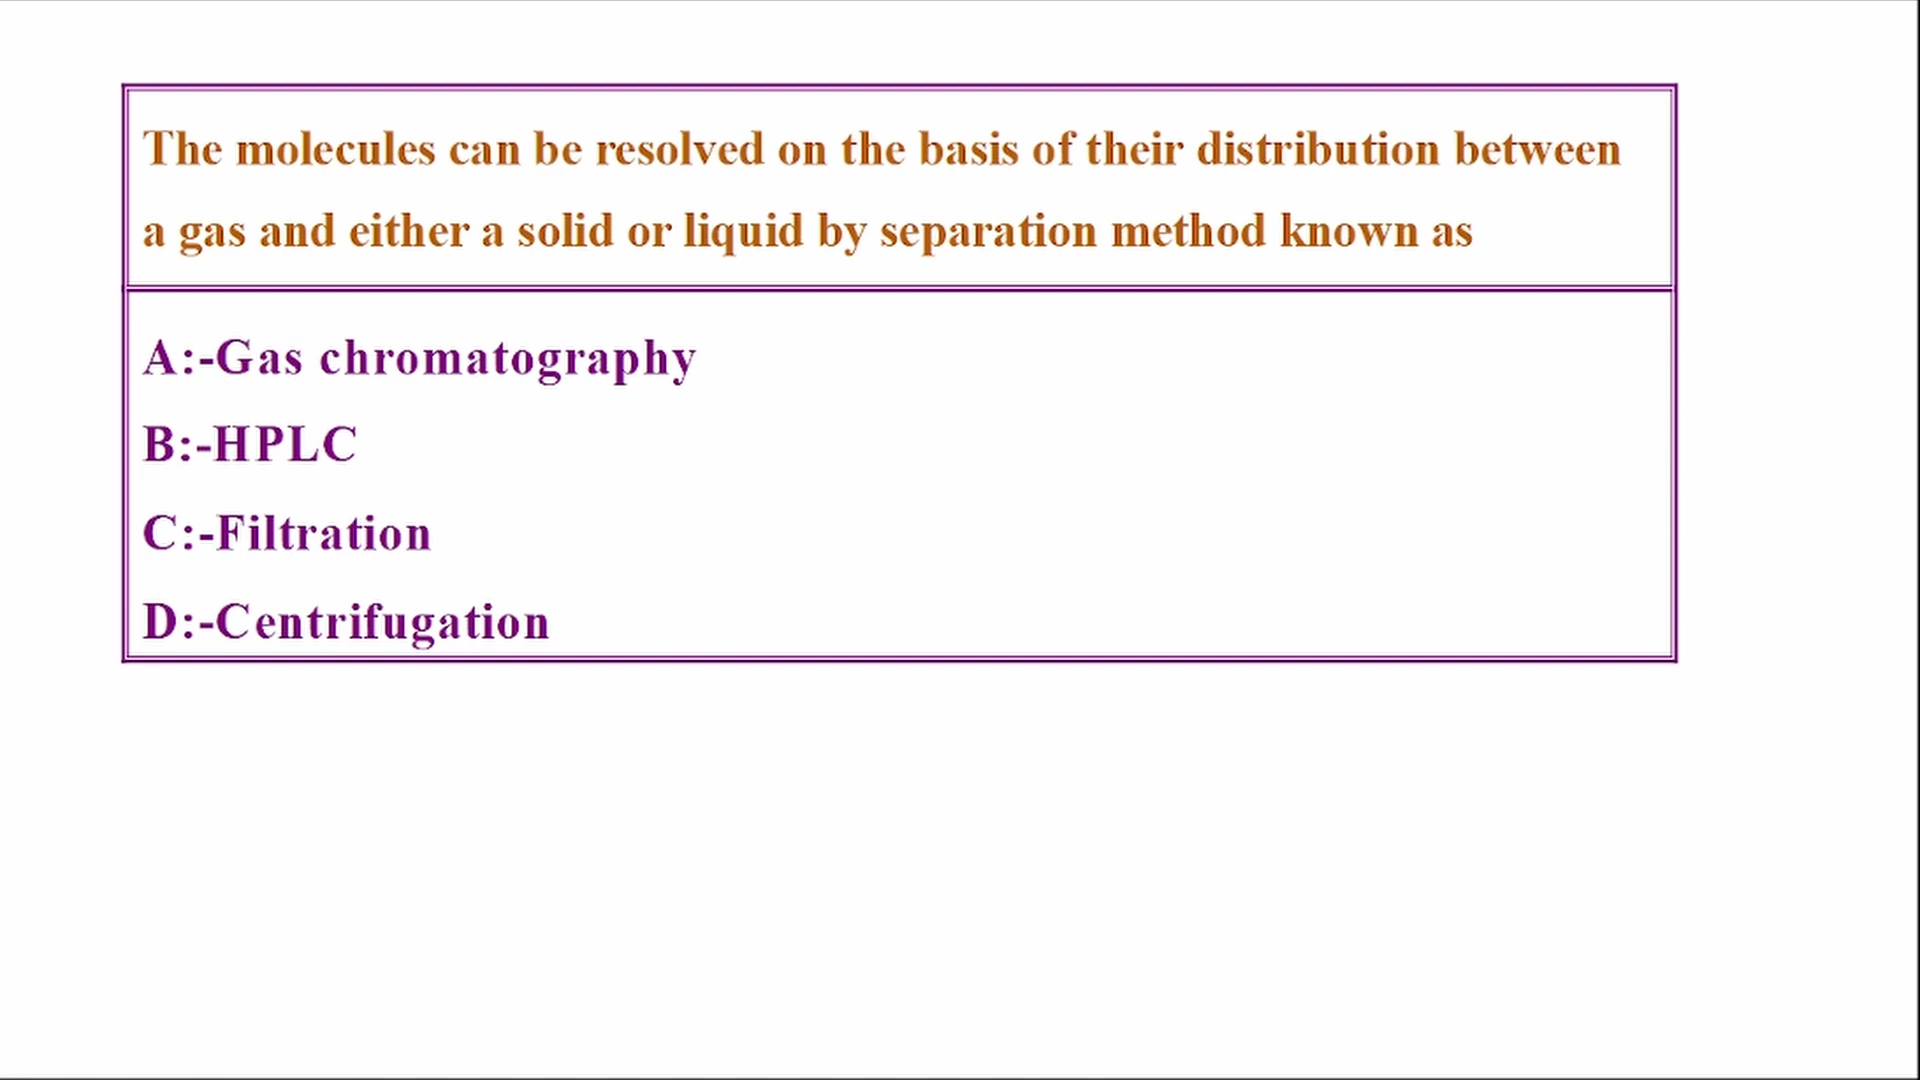 The molecules can be resolved on the basis of their distribution between
a gas and either a solid or liquid by separation method known as
A:-Gas chromatography
B:-HPLC
C:-Filtration
D:-Centrifugation